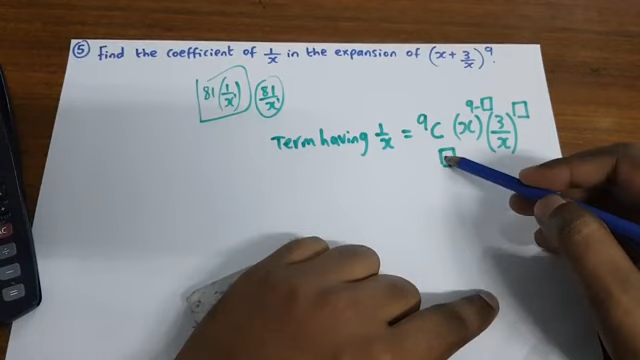 ⑤ Find the coefficient of 1/x in the expansion of (x + 3/x)^9.
81(1/x) 81/x
Term having 1/x = ⁹C□ (x)^(9-□) (3/x)^□
AC
=